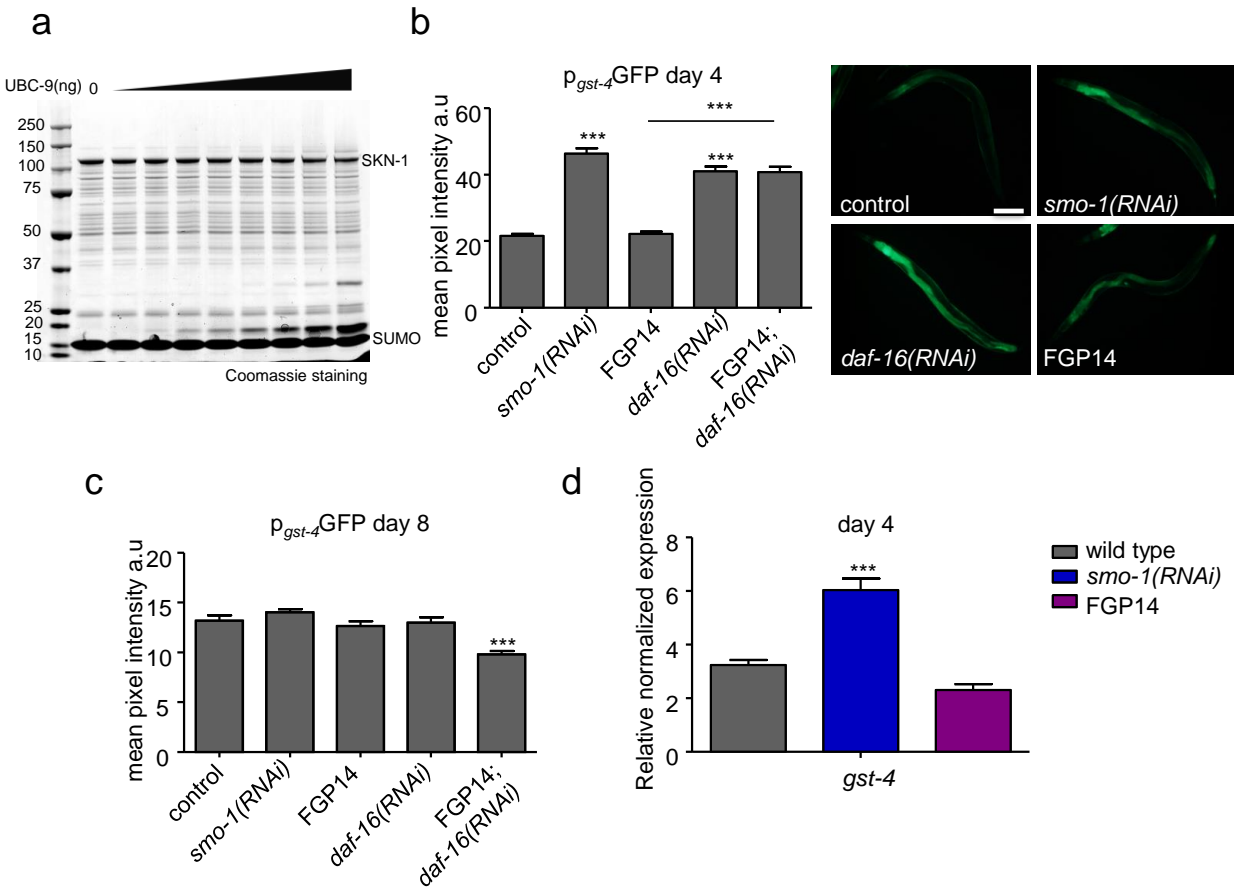 a
UBC-9(ng) 0
250
150
100
75
50
37
25
20
15
10
SKN-1
SUMO
Coomassie staining
b
pgst-4GFP day 4
mean pixel intensity a.u
60
40
20
0
***
***
***
control
smo-1(RNAi)
FGP14
daf-16(RNAi)
FGP14;
daf-16(RNAi)
control
smo-1(RNAi)
daf-16(RNAi)
FGP14
c
pgst-4GFP day 8
mean pixel intensity a.u
20
15
10
5
0
***
control
smo-1(RNAi)
FGP14
daf-16(RNAi)
FGP14;
daf-16(RNAi)
d
day 4
Relative normalized expression
8
6
4
2
0
***
gst-4
wild type
smo-1(RNAi)
FGP14